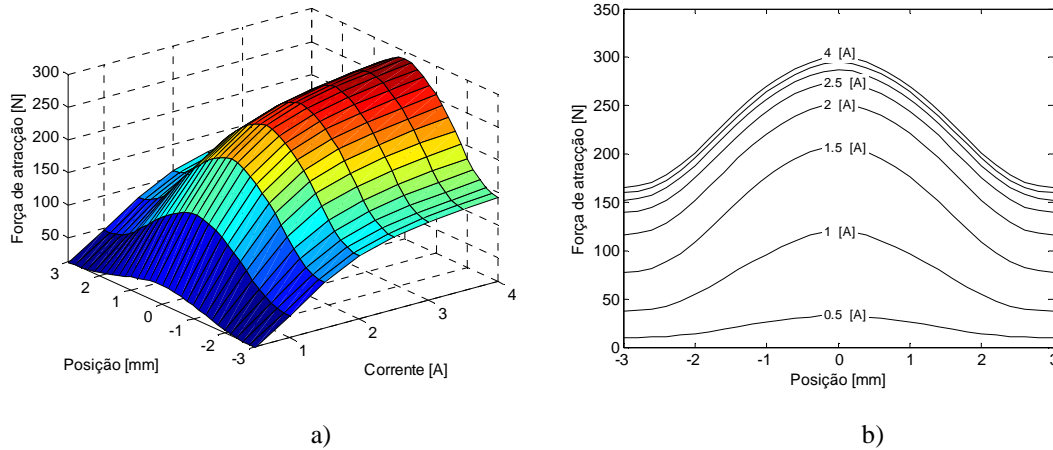 300
250
200
150
100
50
Força de atracção [N]
3
2
1
0
-1
-2
-3
Posição [mm]
1
2
3
4
Corrente [A]
a)
350
300
250
200
150
100
50
0
Força de atracção [N]
4 [A]
2.5 [A]
2 [A]
1.5 [A]
1 [A]
0.5 [A]
-3
-2
-1
0
1
2
3
Posição [mm]
b)